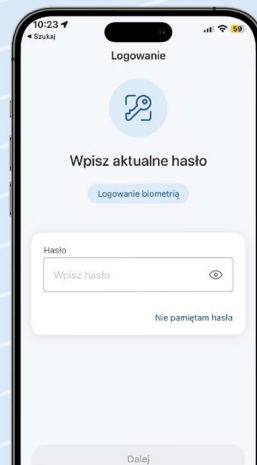 10:23
59
◂ Szukaj
Logowanie
Wpisz aktualne hasło
Logowanie biometrią
Hasło
Wpisz hasło
Nie pamiętam hasła
Dalej